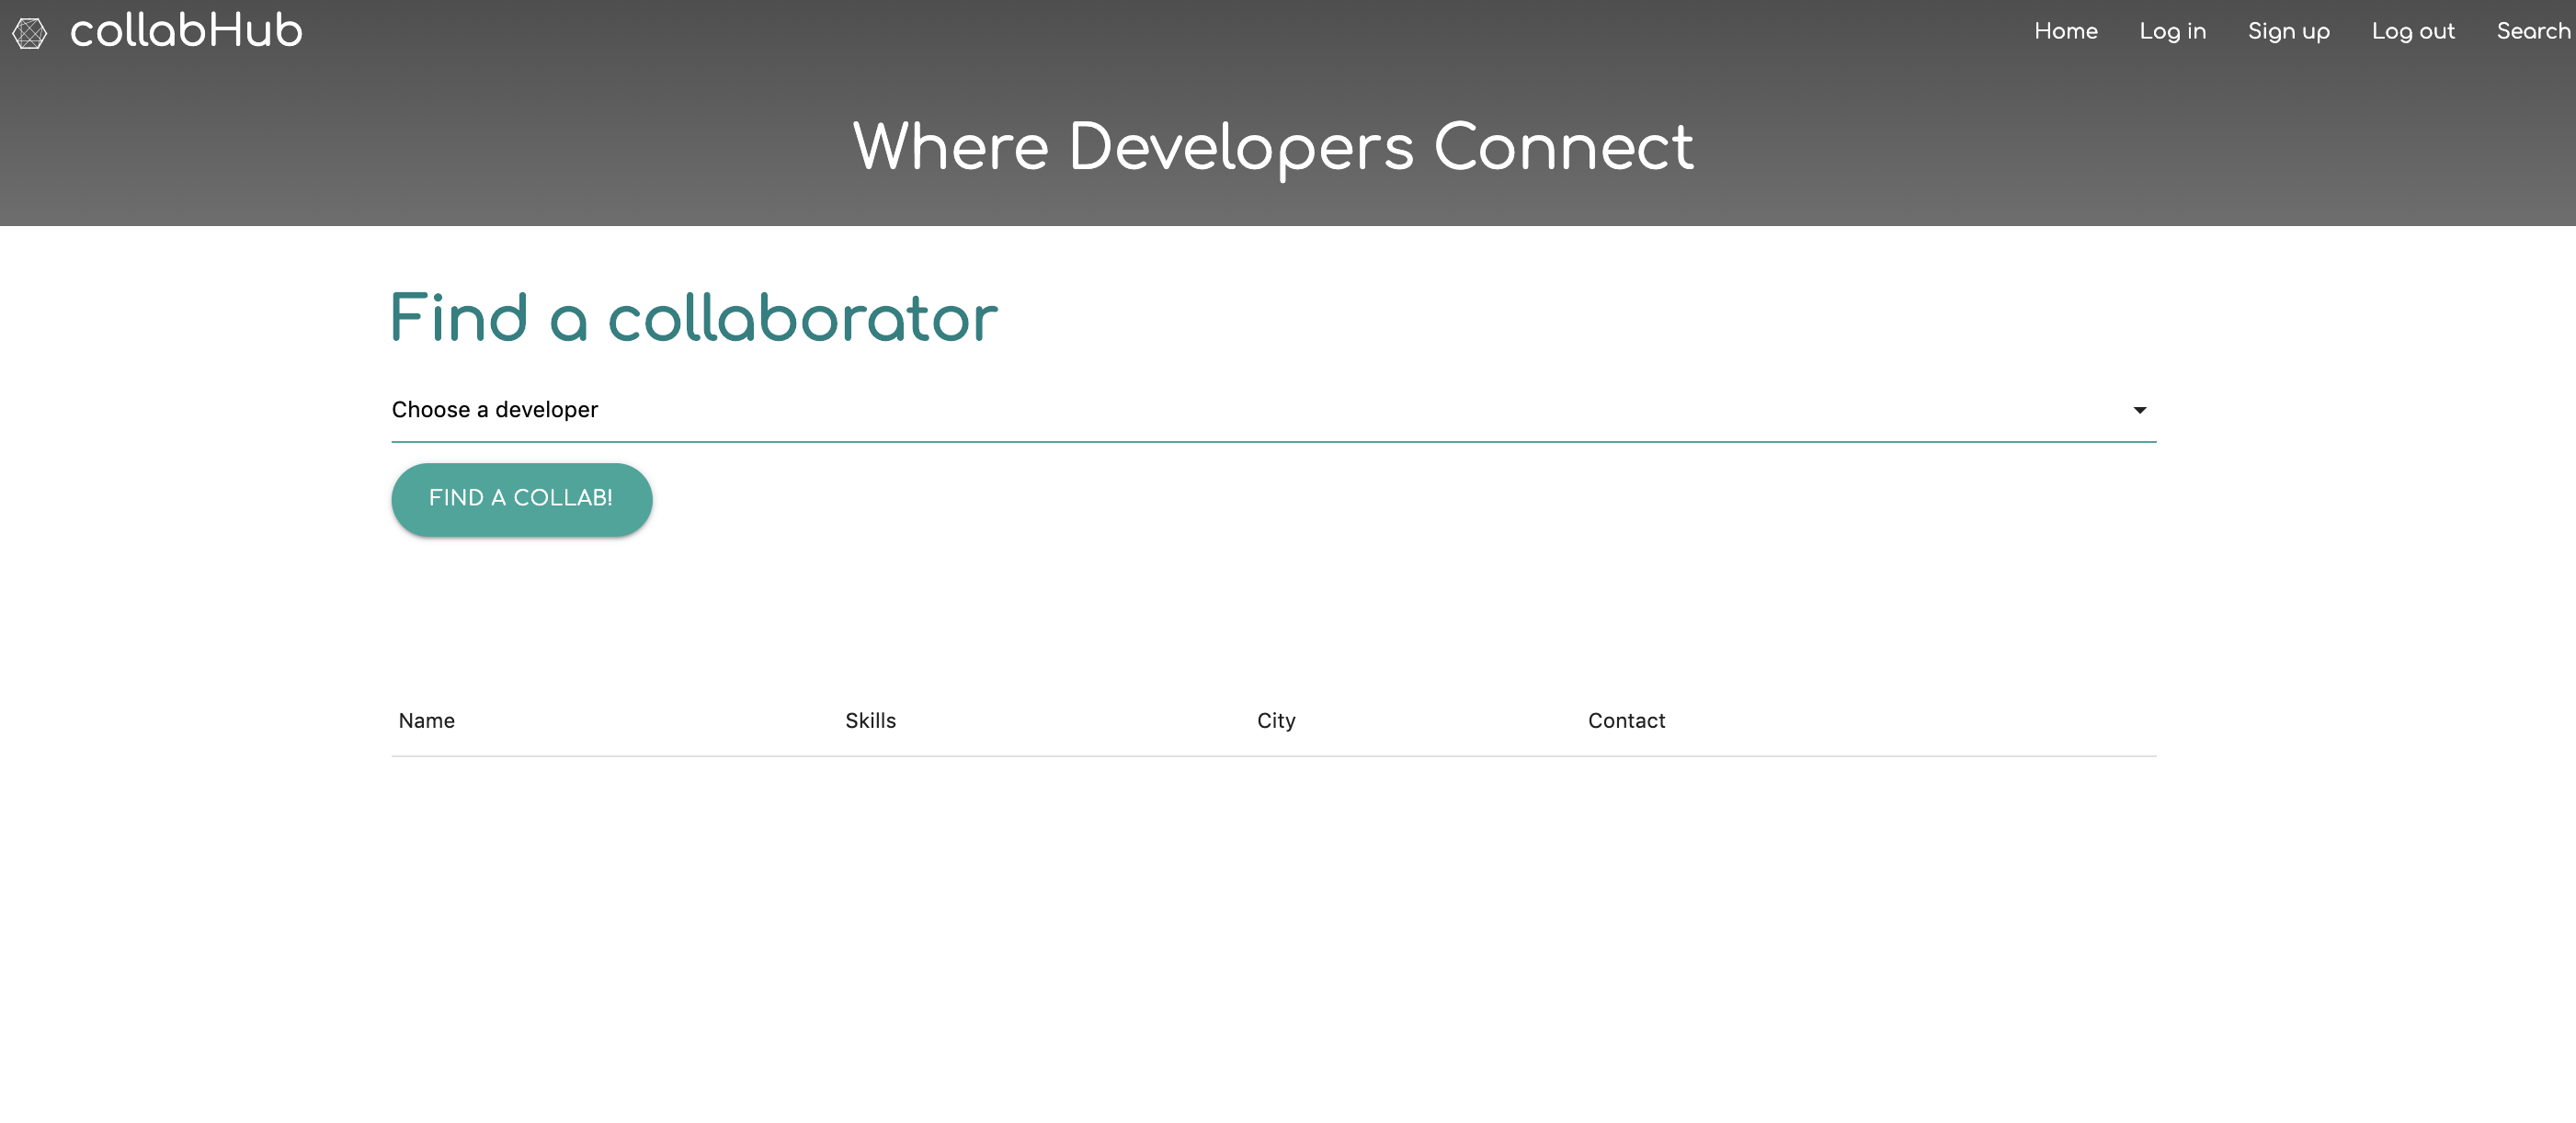 collabHub Home Log in Sign up Log out Search
Where Developers Connect
Find a collaborator
Choose a developer
FIND A COLLAB!
Name Skills City Contact